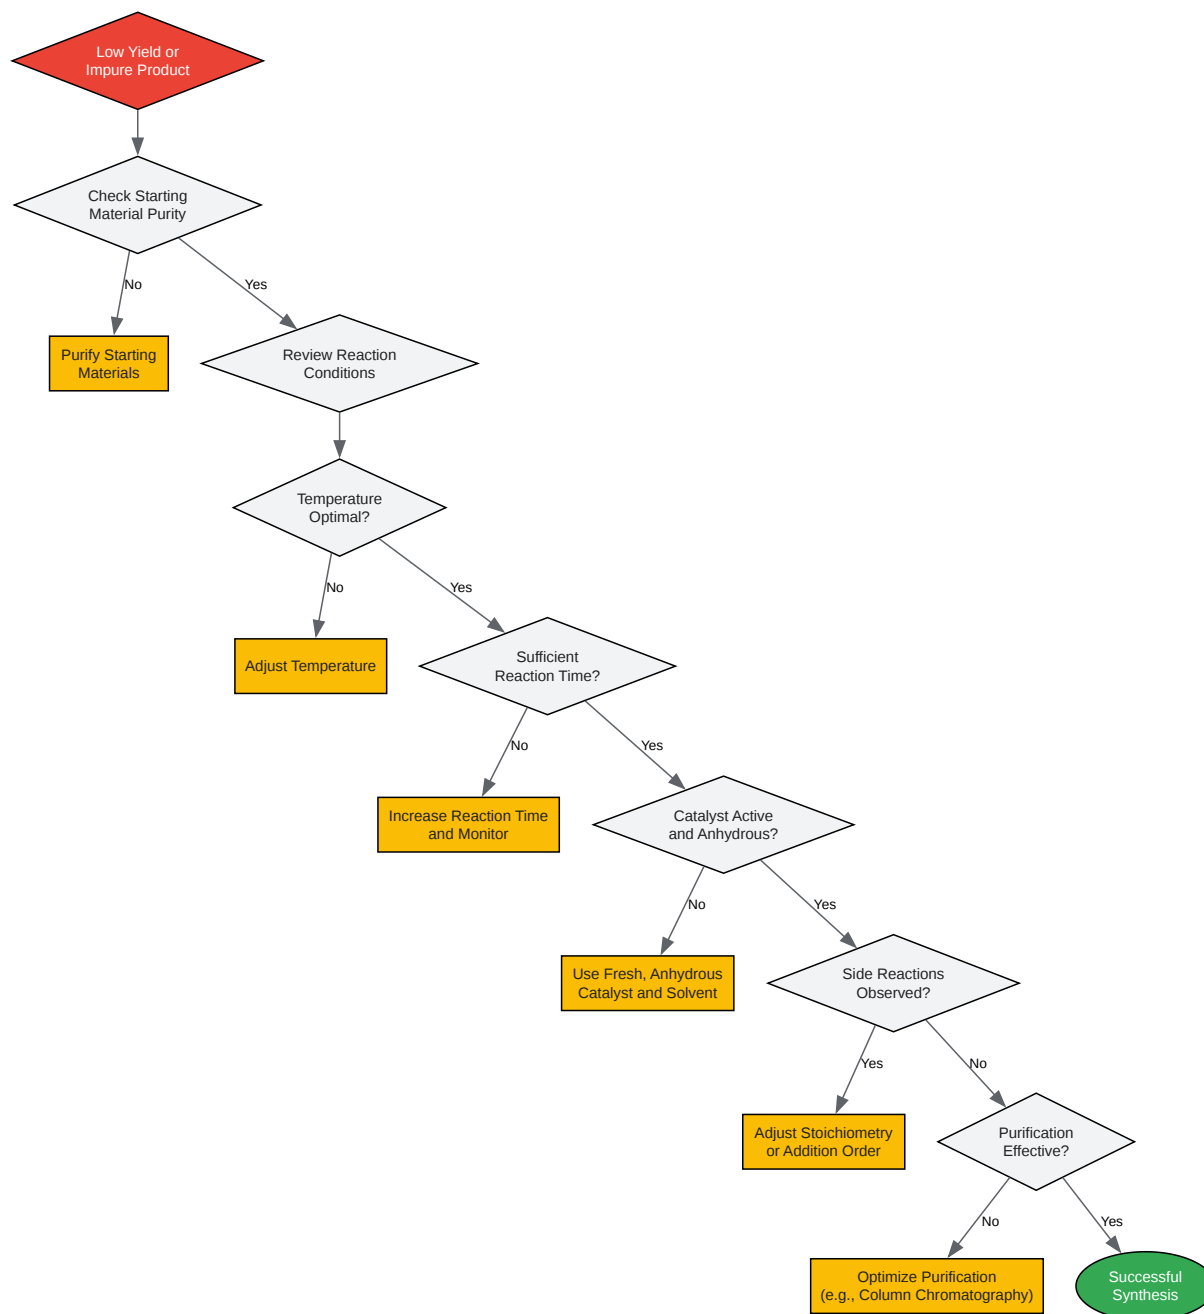 Low Yield or
Impure Product
Check Starting
Material Purity
No
Yes
Purify Starting
Materials
Review Reaction
Conditions
Temperature
Optimal?
No
Yes
Adjust Temperature
Sufficient
Reaction Time?
No
Yes
Increase Reaction Time
and Monitor
Catalyst Active
and Anhydrous?
No
Yes
Use Fresh, Anhydrous
Catalyst and Solvent
Side Reactions
Observed?
Yes
No
Adjust Stoichiometry
or Addition Order
Purification
Effective?
No
Yes
Optimize Purification
(e.g., Column Chromatography)
Successful
Synthesis